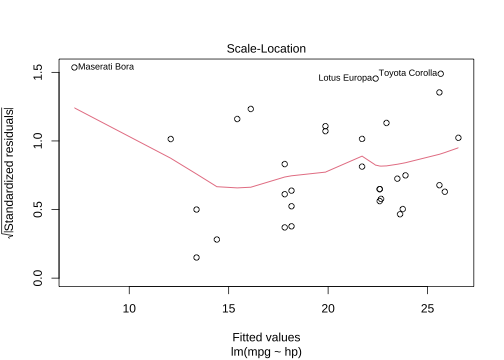 Scale-Location
√|Standardized residuals|
1.5
1.0
0.5
0.0
Maserati Bora
Lotus Europa
Toyota Corolla
10
15
20
25
Fitted values
lm(mpg ~ hp)